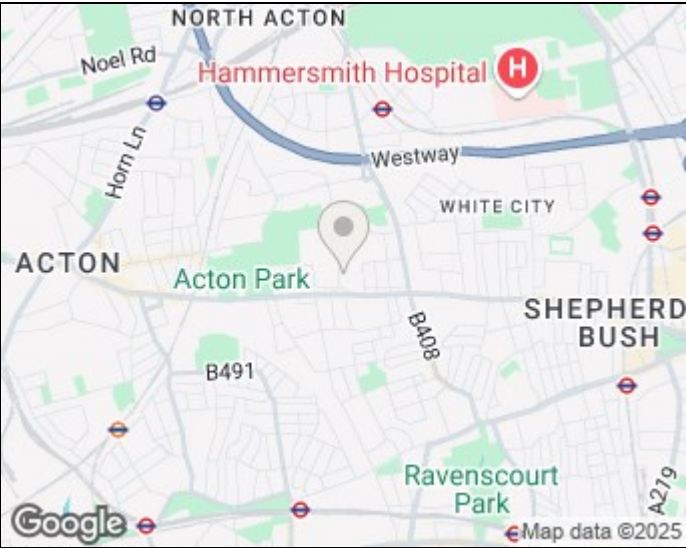 NORTH ACTON
Noel Rd
Hammersmith Hospital
H
Horn Ln
Westway
WHITE CITY
ACTON
Acton Park
SHEPHERD
BUSH
B408
B491
Ravenscourt
Park
A219
Google
Map data ©2025